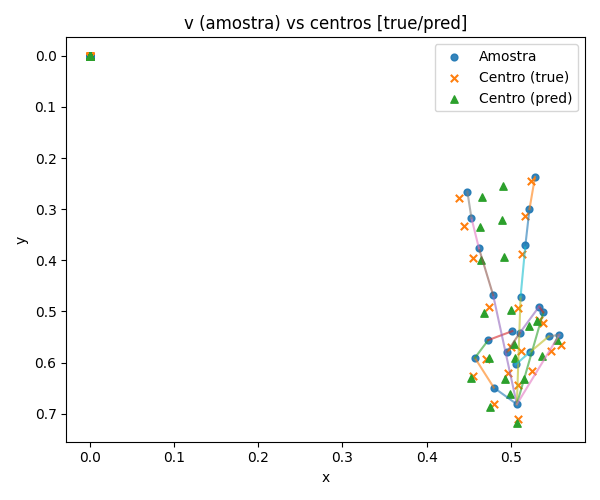 v (amostra) vs centros [true/pred]
Amostra
Centro (true)
Centro (pred)
y
0.0
0.1
0.2
0.3
0.4
0.5
0.6
0.7
0.0 0.1 0.2 0.3 0.4 0.5
x